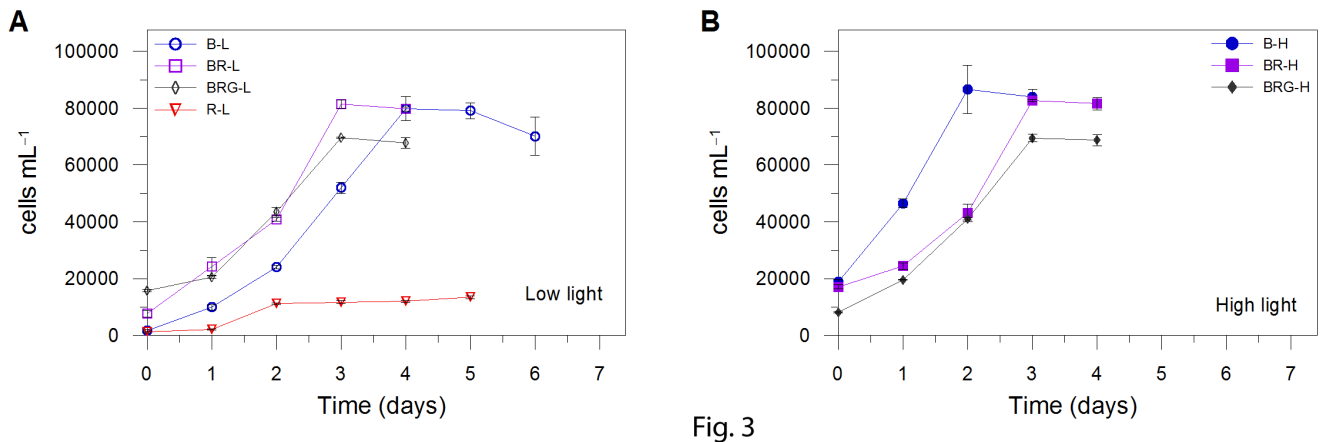 A
B-L
BR-L
BRG-L
R-L
100000
80000
60000
40000
20000
0
cells mL⁻¹
Low light
0 1 2 3 4 5 6 7
Time (days)
B
B-H
BR-H
BRG-H
100000
80000
60000
40000
20000
0
cells mL⁻¹
High light
0 1 2 3 4 5 6 7
Time (days)
Fig. 3